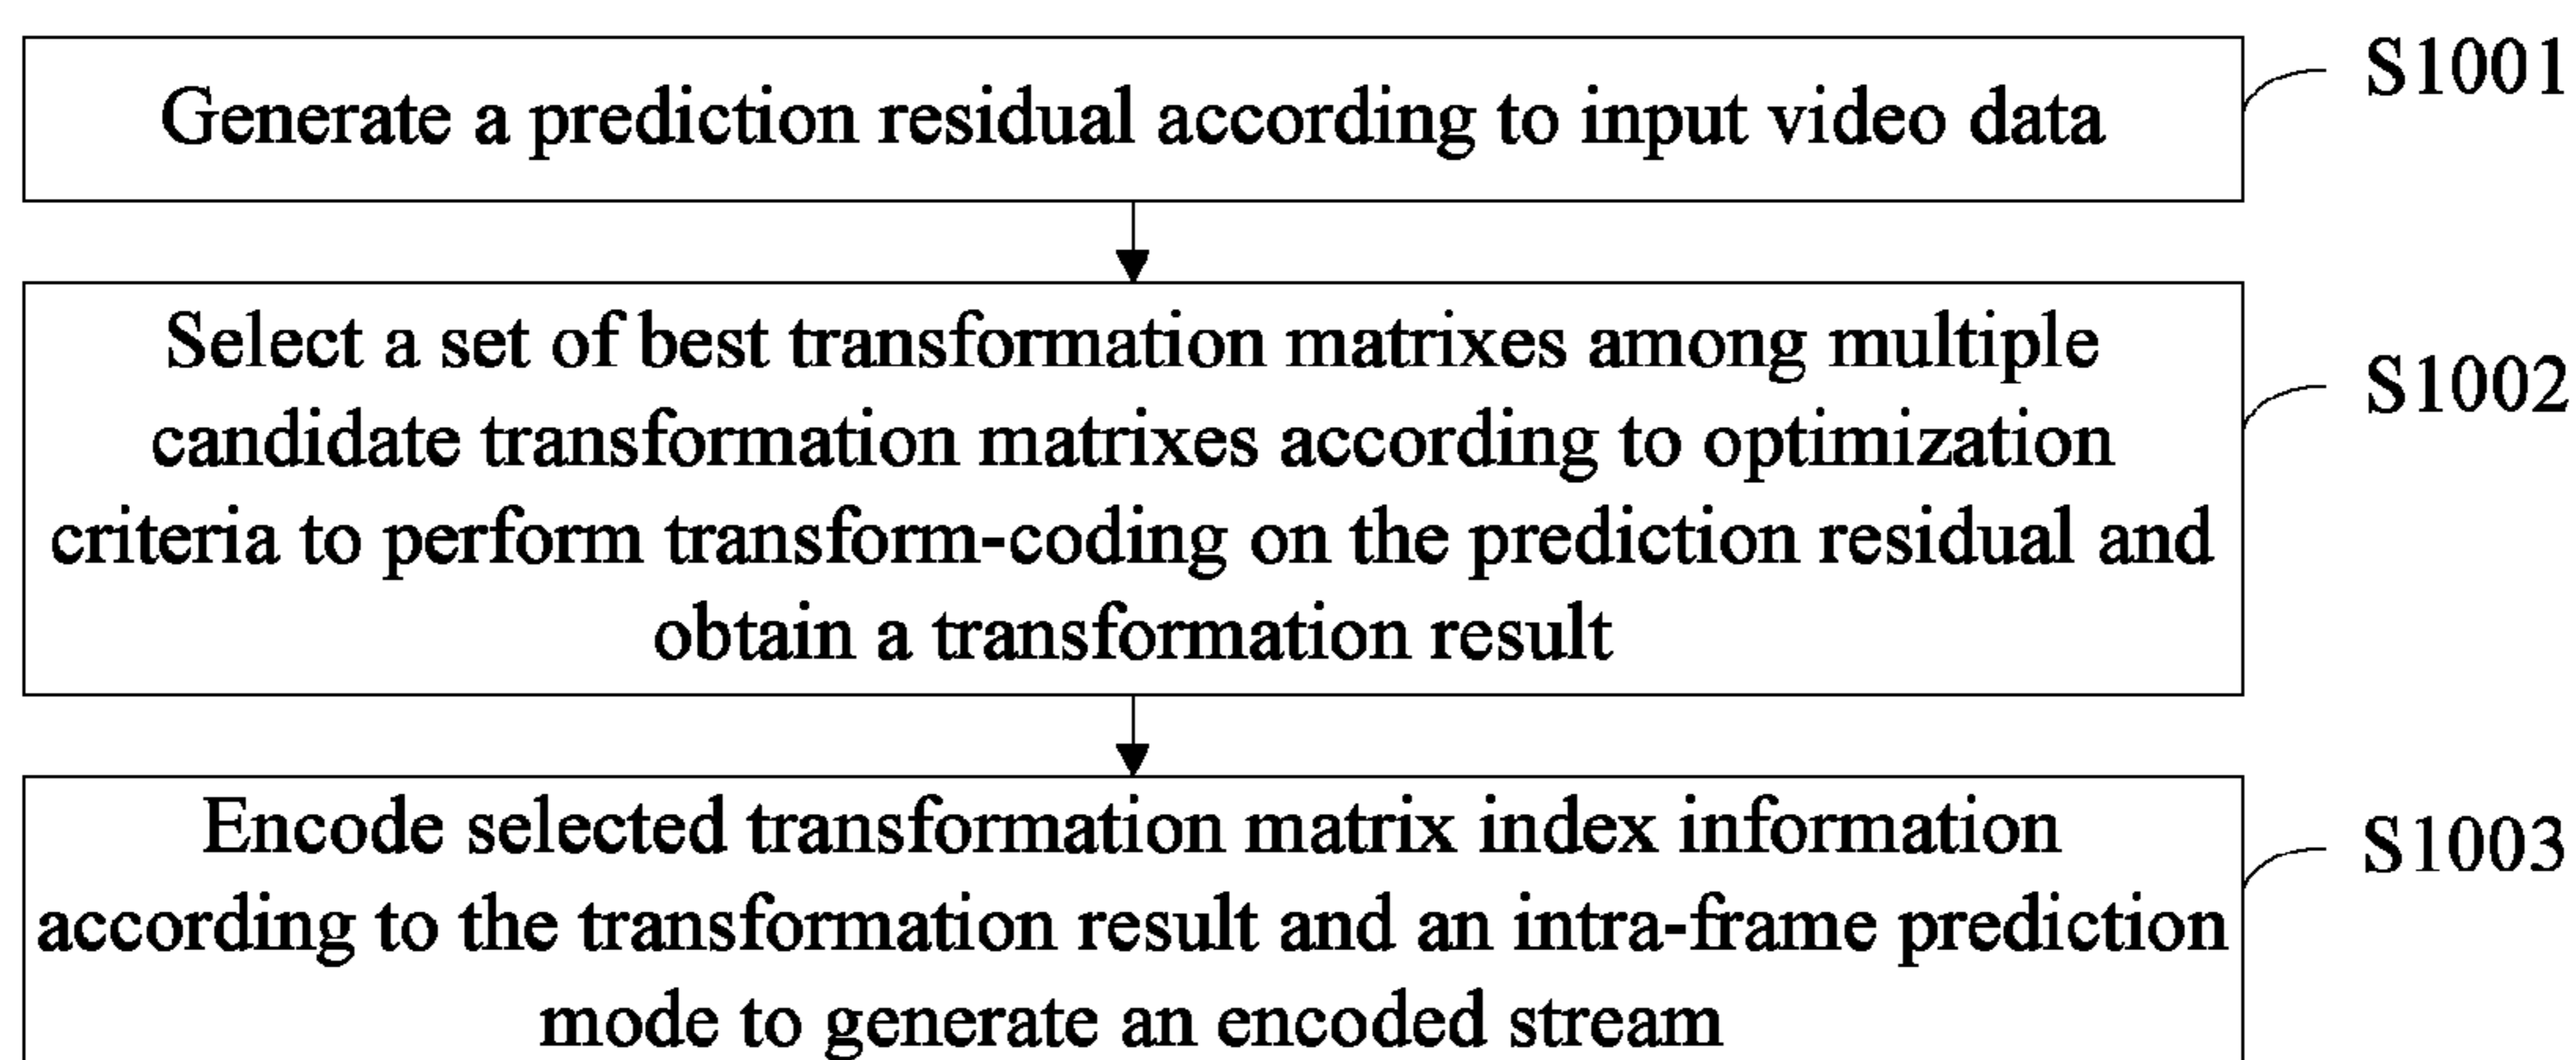 Generate a prediction residual according to input video data
S1001
Select a set of best transformation matrixes among multiple
candidate transformation matrixes according to optimization
criteria to perform transform-coding on the prediction residual and
obtain a transformation result
S1002
Encode selected transformation matrix index information
according to the transformation result and an intra-frame prediction
mode to generate an encoded stream
S1003